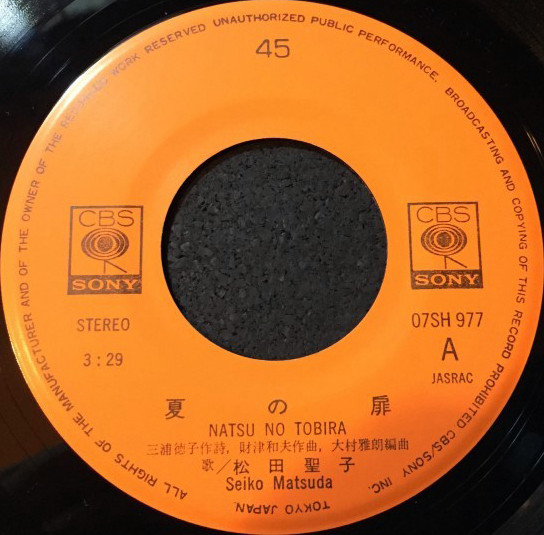 ALL RIGHTS OF THE MANUFACTURER AND OF THE OWNER OF THE RECORDED WORK RESERVED UNAUTHORIZED PUBLIC PERFORMANCE, BROADCASTING AND COPYING OF THIS RECORD PROHIBITED CBS/SONY INC. TOKYO JAPAN.
45
CBS
SONY
CBS
SONY
STEREO
3:29
07SH 977
A
JASRAC
夏の扉
NATSU NO TOBIRA
三浦徳子作詩, 財津和夫作曲, 大村雅朗編曲
歌/松田聖子
Seiko Matsuda